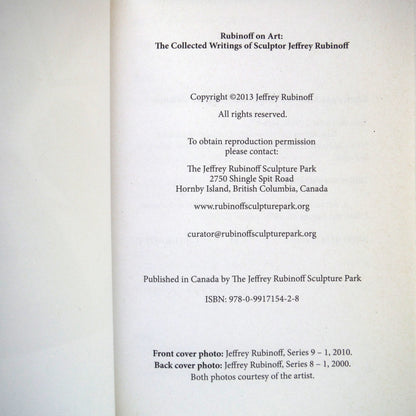 Rubinoff on Art:
The Collected Writings of Sculptor Jeffrey Rubinoff
Copyright ©2013 Jeffrey Rubinoff
All rights reserved.
To obtain reproduction permission
please contact:
The Jeffrey Rubinoff Sculpture Park
2750 Shingle Spit Road
Hornby Island, British Columbia, Canada
www.rubinoffsculpturepark.org
curator@rubinoffsculpturepark.org
Published in Canada by The Jeffrey Rubinoff Sculpture Park
ISBN: 978-0-9917154-2-8
Front cover photo: Jeffrey Rubinoff, Series 9 – 1, 2010.
Back cover photo: Jeffrey Rubinoff, Series 8 – 1, 2000.
Both photos courtesy of the artist.